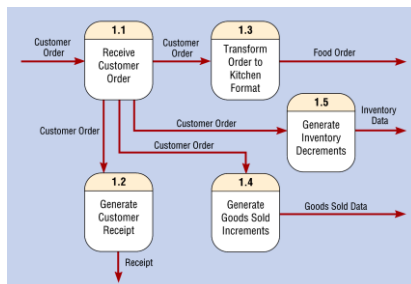 1.1
1.3
Customer
Order
Receive
Customer
Order
Customer
Order
Transform
Order to
Kitchen
Format
Food Order
1.5
Customer Order
Customer Order
Customer Order
Generate
Inventory
Decrements
Inventory
Data
1.2
1.4
Generate
Customer
Receipt
Generate
Goods Sold
Increments
Goods Sold Data
Receipt